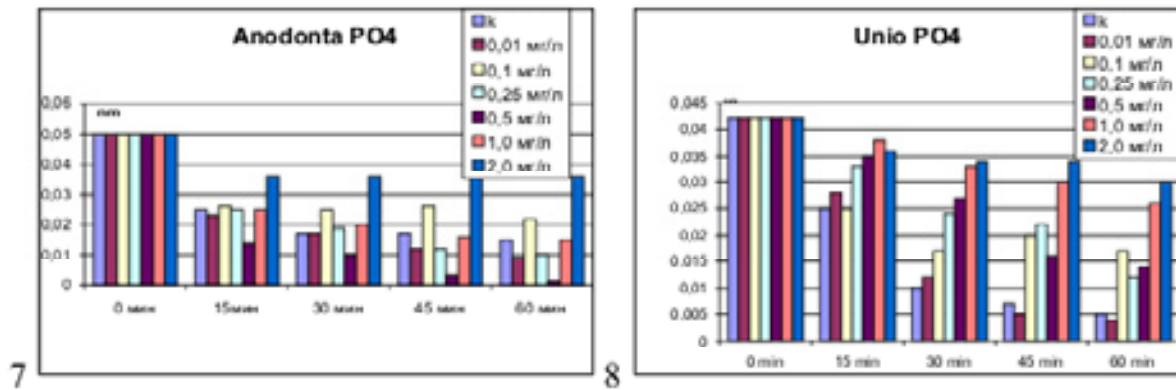 Anodonta PO4
k
0,01 мг/л
0,1 мг/л
0,25 мг/л
0,5 мг/л
1,0 мг/л
2,0 мг/л
0,06
0,05
0,04
0,03
0,02
0,01
0
0 мин
15мин
30 мин
45 мин
60 мин
7
Unio PO4
k
0,01 мг/л
0,1 мг/л
0,25 мг/л
0,5 мг/л
1,0 мг/л
2,0 мг/л
0,045
0,04
0,035
0,03
0,025
0,02
0,015
0,01
0,005
0
0 min
15 min
30 min
45 min
60 min
8